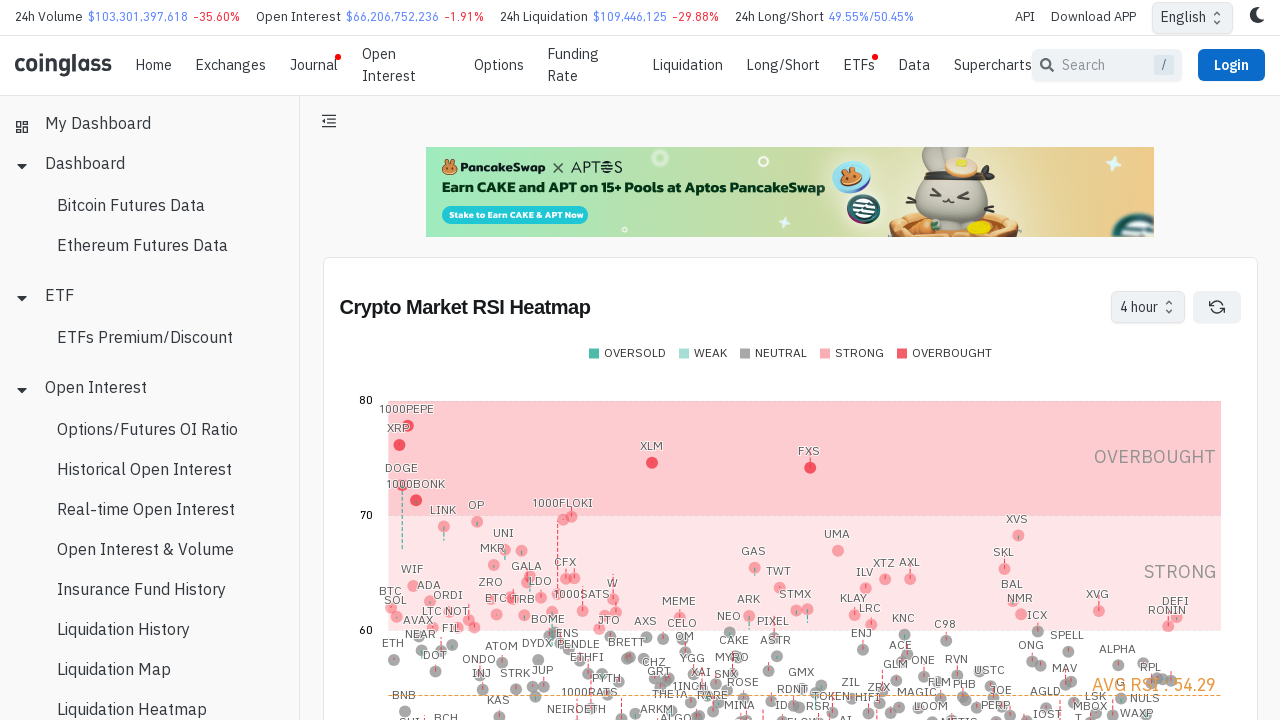 24h Volume $103,301,397,618 -35.60% Open Interest $66,206,752,236 -1.91% 24h Liquidation $109,446,125 -29.88% 24h Long/Short 49.55%/50.45% API Download APP English
coinglass Home Exchanges Journal Open Interest Options Funding Rate Liquidation Long/Short ETFs Data Supercharts Search / Login
My Dashboard
Dashboard
Bitcoin Futures Data
Ethereum Futures Data
ETF
ETFs Premium/Discount
Open Interest
Options/Futures OI Ratio
Historical Open Interest
Real-time Open Interest
Open Interest & Volume
Insurance Fund History
Liquidation History
Liquidation Map
Liquidation Heatmap
PancakeSwap × APTOS
Earn CAKE and APT on 15+ Pools at Aptos PancakeSwap
Stake to Earn CAKE & APT Now
Crypto Market RSI Heatmap
4 hour
OVERSOLD WEAK NEUTRAL STRONG OVERBOUGHT
80
1000PEPE
XRP
XLM
FXS
OVERBOUGHT
DOGE
1000BONK
LINK
OP
1000FLOKI
70
UNI
MKR
UMA
XVS
GAS
SKL
WIF
GALA
CFX
TWT
ILV
XTZ
AXL
STRONG
BTC
SOL
ADA
ORDI
ZRO
ETC
TRB
LDO
1000SATS
W
MEME
ARK
STMX
KLAY
LRC
BAL
NMR
XVG
DEFI
RONIN
60
AVAX
LTC
NOT
BOME
JTO
AXS
CELO
NEO
PIXEL
KNC
C98
ICX
ETH
NEAR
FIL
DOT
ATOM
DYDX
ENS
PENDLE
ETHFI
BRETT
OM
CAKE
ASTR
ENJ
ACE
SPELL
ONG
ALPHA
ONDO
INJ
STRK
JUP
PYTH
CHZ
YGG
MYRO
GMX
GLM
ONE
RVN
USTC
MAV
RPL
AVG RSI : 54.29
BNB
KAS
1000RATS
NEIROETH
GRT
THETA
1INCH
XAI
SNX
ROSE
RARE
MINA
RDNT
TOKEN
ZIL
HIFI
ZRX
MAGIC
FLM
PHB
JOE
AGLD
LSK
G
NULS
BCH
ARKM
ALGO
RSR
LOOM
PERP
IOST
MBOX
WAXP
AI
T